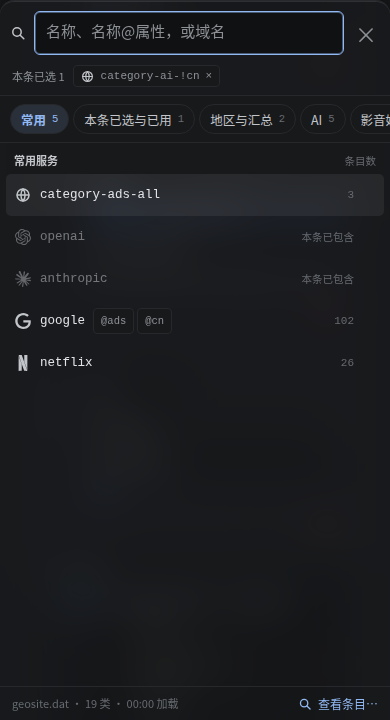 名称、名称@属性，或域名
本条已选 1 category-ai-!cn ×
常用 5 本条已选与已用 1 地区与汇总 2 AI 5 影音
常用服务 条目数
category-ads-all 3
openai 本条已包含
anthropic 本条已包含
google @ads @cn 102
netflix 26
geosite.dat · 19 类 · 00:00 加载 查看条目…